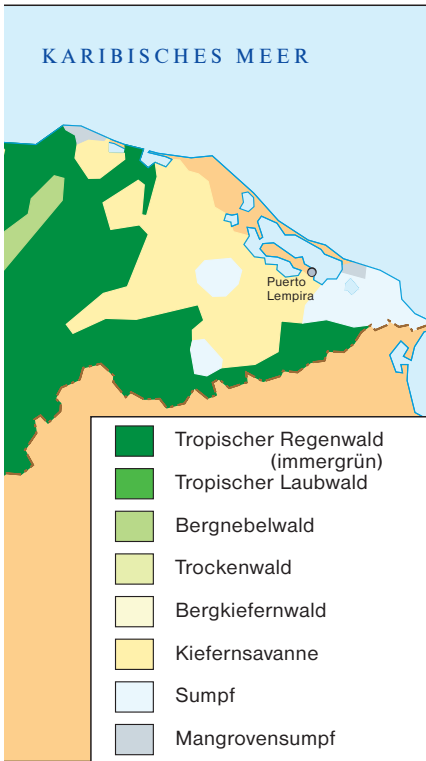 KARIBISCHES MEER
Puerto
Lempira
Tropischer Regenwald
(immergrün)
Tropischer Laubwald
Bergnebelwald
Trockenwald
Bergkiefernwald
Kiefernsavanne
Sumpf
Mangrovensumpf